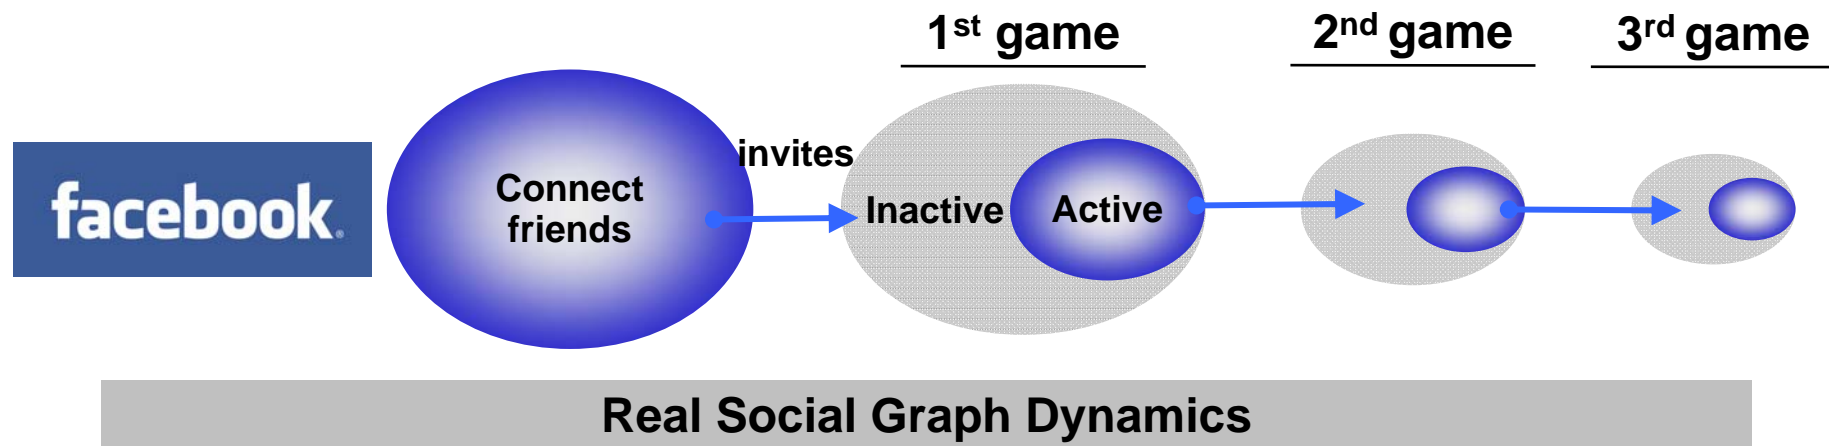 1st game
2nd game
3rd game
facebook.
Connect
friends
invites
Inactive
Active
Real Social Graph Dynamics